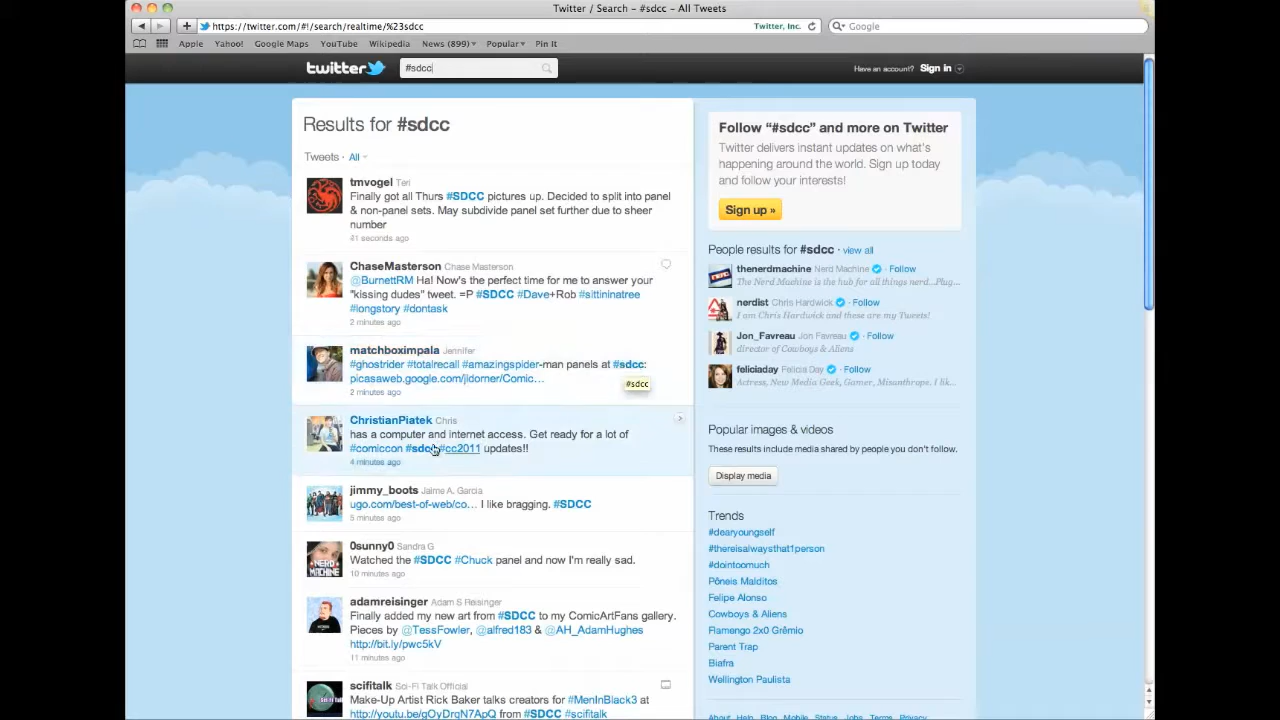 Twitter / Search - #sdcc - All Tweets
https://twitter.com/#!/search/realtime/%23sdcc
Twitter, Inc.
Google
Apple Yahoo! Google Maps YouTube Wikipedia News (899) Popular Pin It
twitter
#sdcc
Have an account? Sign in
Results for #sdcc
Tweets · All
tmvogel Teri
Finally got all Thurs #SDCC pictures up. Decided to split into panel
& non-panel sets. May subdivide panel set further due to sheer
number
41 seconds ago
ChaseMasterson Chase Masterson
@BurnettRM Ha! Now's the perfect time for me to answer your
"kissing dudes" tweet. =P #SDCC #Dave+Rob #sittininatree
#longstory #dontask
2 minutes ago
matchboximpala Jennifer
#ghostrider #totalrecall #amazingspider-man panels at #sdcc:
picasaweb.google.com/jldorner/Comic…
2 minutes ago
#sdcc
ChristianPiatek Chris
has a computer and internet access. Get ready for a lot of
#comiccon #sdcc #cc2011 updates!!
4 minutes ago
jimmy_boots Jaime A. Garcia
ugo.com/best-of-web/co… I like bragging. #SDCC
5 minutes ago
0sunny0 Sandra G
Watched the #SDCC #Chuck panel and now I'm really sad.
10 minutes ago
NERD
MACHINE
adamreisinger Adam S Reisinger
Finally added my new art from #SDCC to my ComicArtFans gallery.
Pieces by @TessFowler, @alfred183 & @AH_AdamHughes
http://bit.ly/pwc5kV
11 minutes ago
scifitalk Sci-Fi Talk Official
Make-Up Artist Rick Baker talks creators for #MenInBlack3 at
http://youtu.be/gOyDrqN7ApQ from #SDCC #scifitalk
Follow “#sdcc” and more on Twitter
Twitter delivers instant updates on what's
happening around the world. Sign up today
and follow your interests!
Sign up »
People results for #sdcc · view all
thenerdmachine Nerd Machine · Follow
The Nerd Machine is the hub for all things nerd...Plug…
nerdist Chris Hardwick · Follow
I am Chris Hardwick and these are my Tweets!
Jon_Favreau Jon Favreau · Follow
director of Cowboys & Aliens
feliciaday Felicia Day · Follow
Actress, New Media Geek, Gamer, Misanthrope. I lik…
Popular images & videos
These results include media shared by people you don't follow.
Display media
Trends
#dearyoungself
#thereisalwaysthat1person
#dointoomuch
Pôneis Malditos
Felipe Alonso
Cowboys & Aliens
Flamengo 2x0 Grêmio
Parent Trap
Biafra
Wellington Paulista
About Help Blog Mobile Status Jobs Terms Privacy